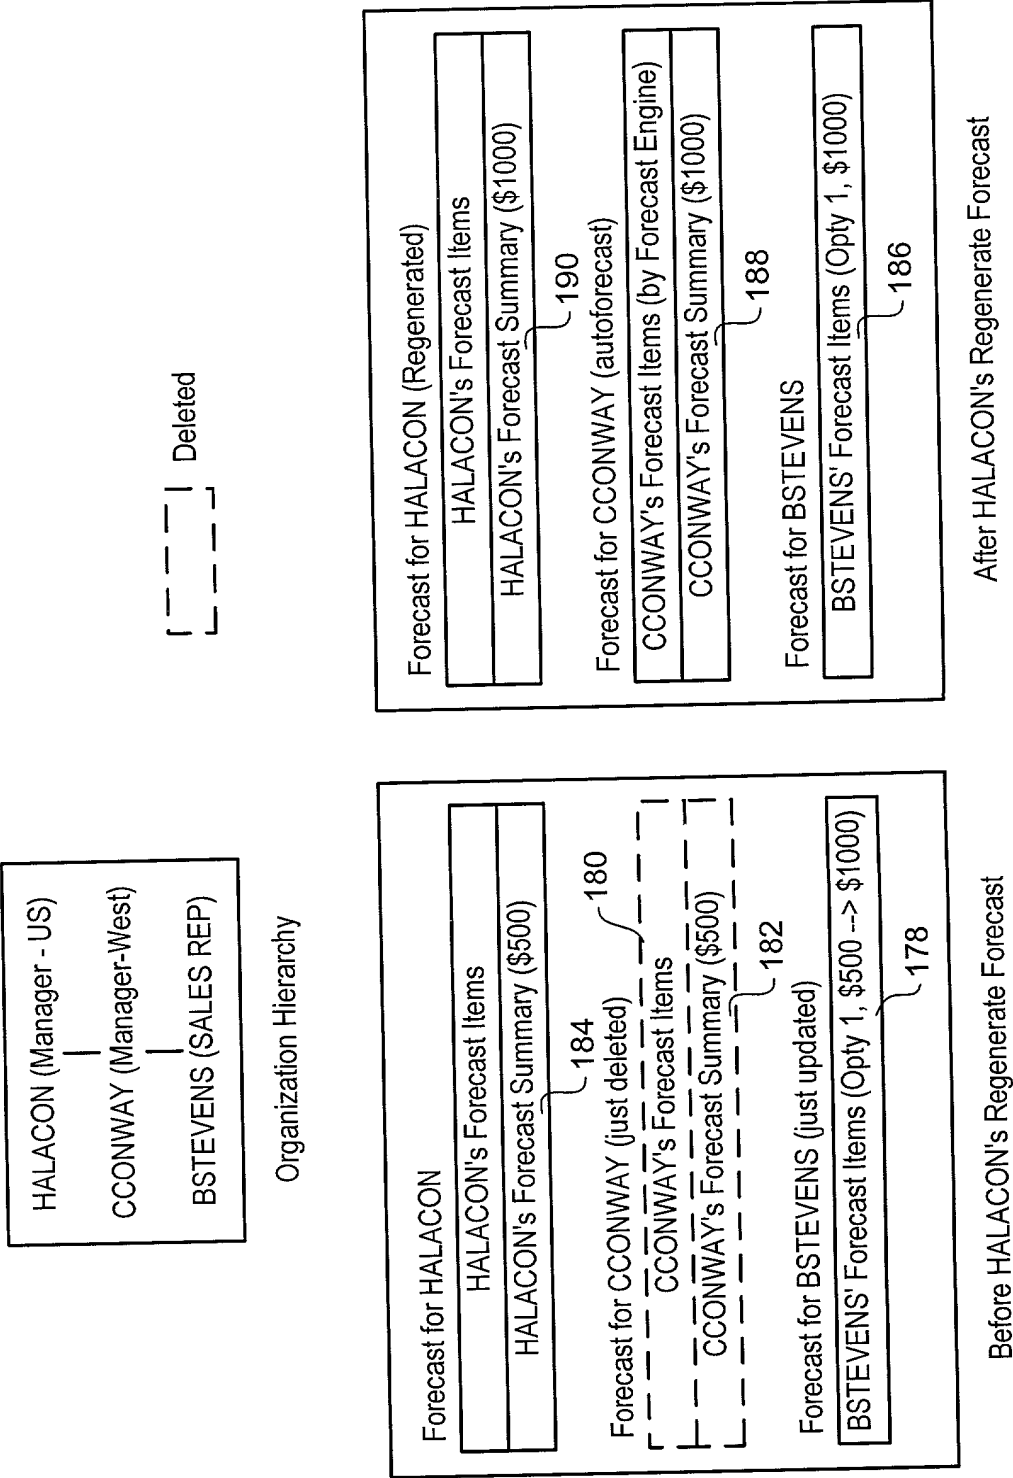 HALACON (Manager - US)
CCONWAY (Manager-West)
BSTEVENS (SALES REP)
Organization Hierarchy
Deleted
Forecast for HALACON
HALACON's Forecast Items
HALACON's Forecast Summary ($500)
184
Forecast for CCONWAY (just deleted)
180
CCONWAY's Forecast Items
CCONWAY's Forecast Summary ($500)
182
Forecast for BSTEVENS (just updated)
BSTEVENS' Forecast Items (Opty 1, $500 --> $1000)
178
Before HALACON's Regenerate Forecast
Forecast for HALACON (Regenerated)
HALACON's Forecast Items
HALACON's Forecast Summary ($1000)
190
Forecast for CCONWAY (autoforecast)
CCONWAY's Forecast Items (by Forecast Engine)
CCONWAY's Forecast Summary ($1000)
188
Forecast for BSTEVENS
BSTEVENS' Forecast Items (Opty 1, $1000)
186
After HALACON's Regenerate Forecast